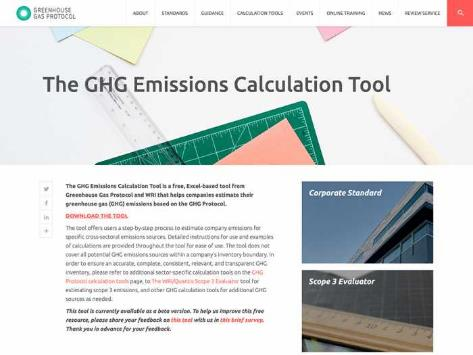 GREENHOUSE
GAS PROTOCOL
ABOUT STANDARDS GUIDANCE CALCULATION TOOLS EVENTS ONLINE TRAINING NEWS REVIEW SERVICE
The GHG Emissions Calculation Tool
The GHG Emissions Calculation Tool is a free, Excel-based tool from
Greenhouse Gas Protocol and WRI that helps companies estimate their
greenhouse gas (GHG) emissions based on the GHG Protocol.
DOWNLOAD THE TOOL
The tool offers users a step-by-step process to estimate company emissions for
specific cross-sectoral emissions sources. Detailed instructions for use and examples
of calculations are provided throughout the tool for ease of use. The tool does not
cover all potential GHG emissions sources within a company's inventory boundary. In
order to ensure an accurate, complete, consistent, relevant, and transparent GHG
inventory, please refer to additional sector-specific calculation tools on the GHG
Protocol calculation tools page, to The WRI/Quantis Scope 3 Evaluator tool for
estimating scope 3 emissions, and other GHG calculation tools for additional GHG
sources as needed.
This tool is currently available as a beta version. To help us improve this free
resource, please share your feedback on this tool with us in this brief survey.
Thank you in advance for your feedback.
Corporate Standard
Scope 3 Evaluator